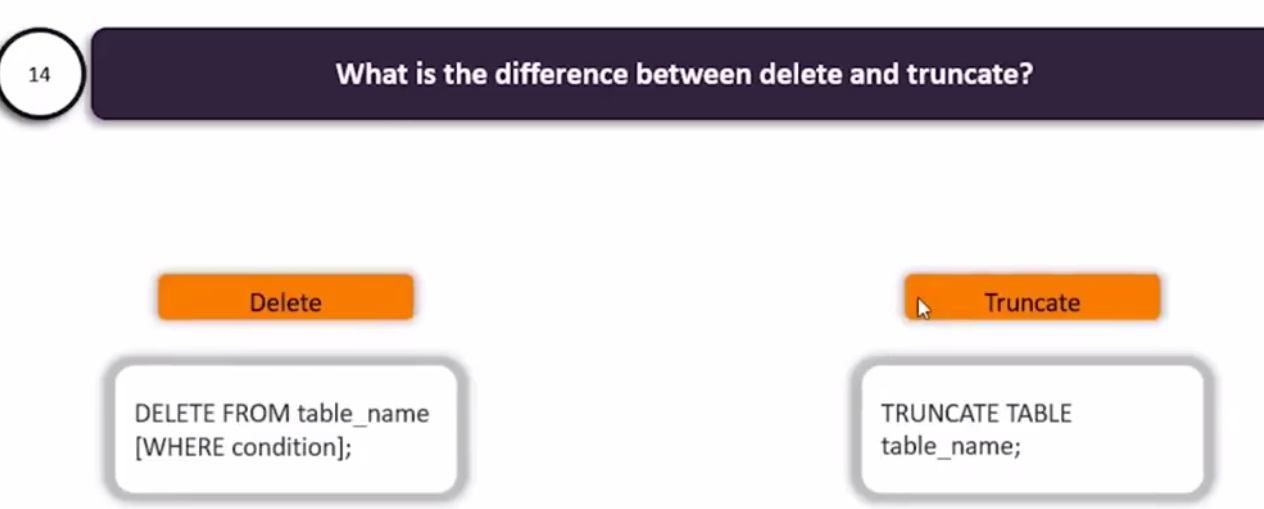 14
What is the difference between delete and truncate?
Delete
Truncate
DELETE FROM table_name
[WHERE condition];
TRUNCATE TABLE
table_name;